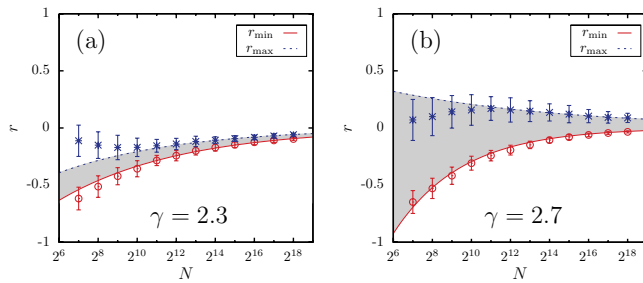 (a)
r_min
r_max
1
0.5
0
-0.5
-1
r
γ = 2.3
2^6 2^8 2^10 2^12 2^14 2^16 2^18
N
(b)
r_min
r_max
1
0.5
0
-0.5
-1
r
γ = 2.7
2^6 2^8 2^10 2^12 2^14 2^16 2^18
N